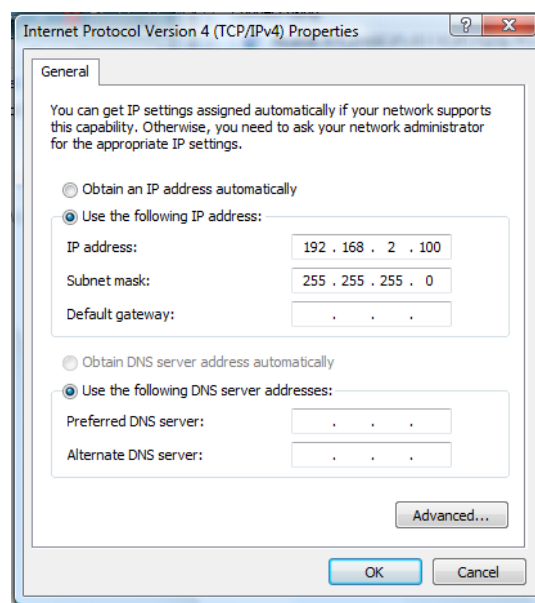 Internet Protocol Version 4 (TCP/IPv4) Properties
General
You can get IP settings assigned automatically if your network supports
this capability. Otherwise, you need to ask your network administrator
for the appropriate IP settings.
Obtain an IP address automatically
Use the following IP address:
IP address: 192 . 168 . 2 . 100
Subnet mask: 255 . 255 . 255 . 0
Default gateway: . . .
Obtain DNS server address automatically
Use the following DNS server addresses:
Preferred DNS server: . . .
Alternate DNS server: . . .
Advanced...
OK Cancel